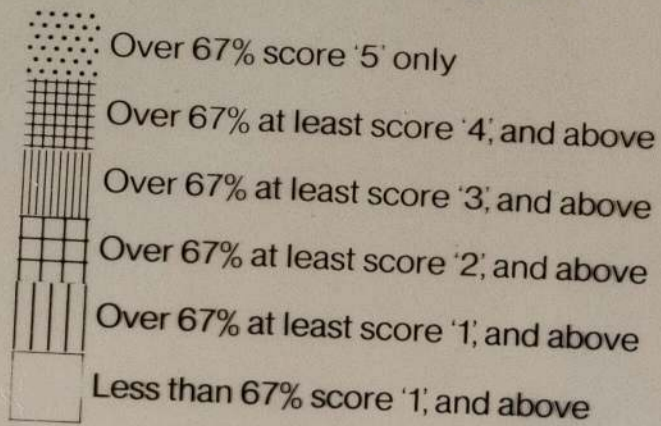 Over 67% score ‘5’ only
Over 67% at least score ‘4’, and above
Over 67% at least score ‘3’, and above
Over 67% at least score ‘2’, and above
Over 67% at least score ‘1’, and above
Less than 67% score ‘1’, and above